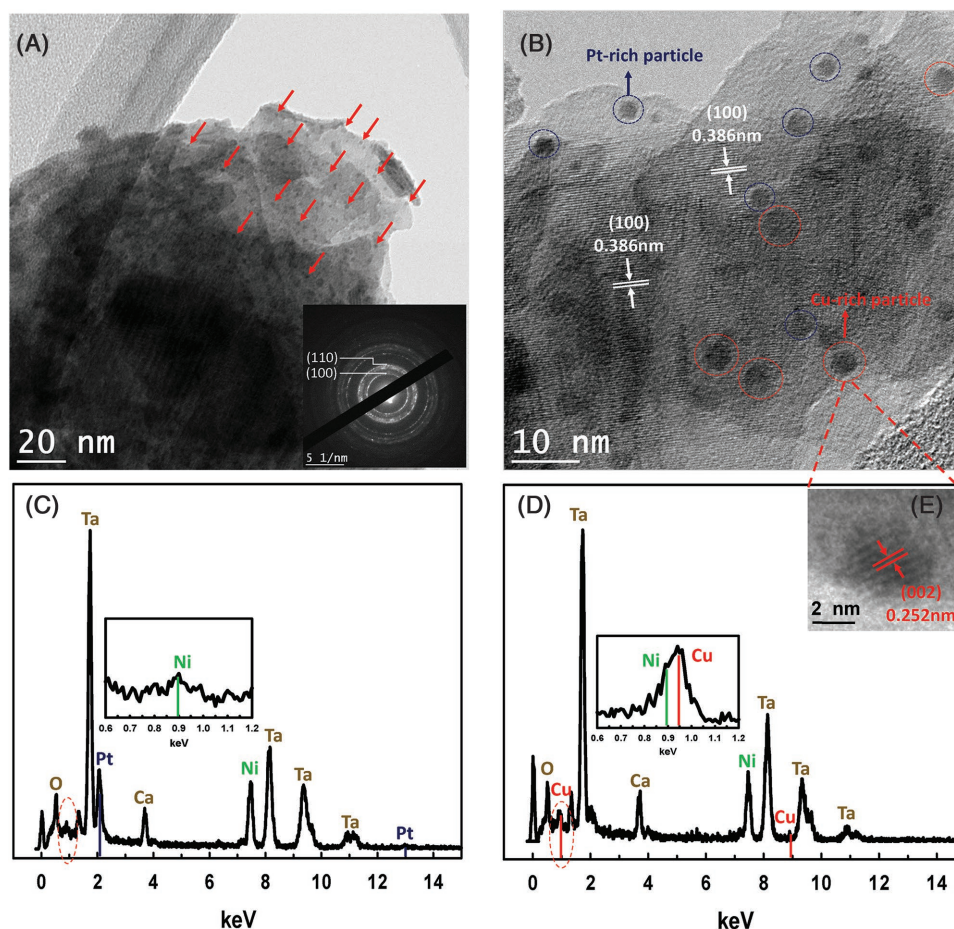 (A)
(110)
(100)
5 1/nm
20 nm
(B)
Pt-rich particle
(100)
0.386nm
(100)
0.386nm
Cu-rich particle
10 nm
(C)
Ta
Ni
0.6 0.7 0.8 0.9 1.0 1.1 1.2
keV
O
Pt
Ca
Ni
Ta
Ta
Ta
Pt
0 2 4 6 8 10 12 14
keV
(D)
Ta
Ni
Cu
0.6 0.7 0.8 0.9 1.0 1.1 1.2
keV
O
Cu
Ca
Ni
Ta
Cu
Ta
Ta
0 2 4 6 8 10 12 14
keV
(E)
(002)
0.252nm
2 nm